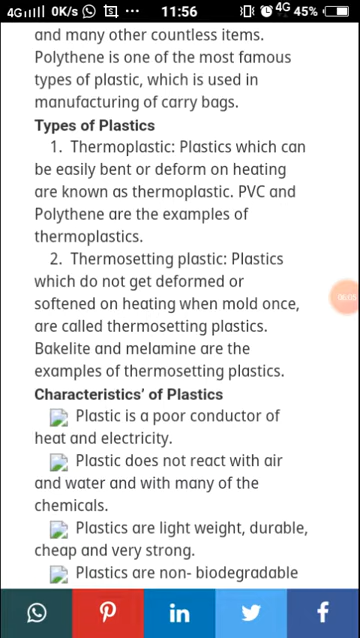 4G 0K/s 11:56 4G 45%
and many other countless items.
Polythene is one of the most famous
types of plastic, which is used in
manufacturing of carry bags.
Types of Plastics
1. Thermoplastic: Plastics which can
be easily bent or deform on heating
are known as thermoplastic. PVC and
Polythene are the examples of
thermoplastics.
2. Thermosetting plastic: Plastics
which do not get deformed or
softened on heating when mold once,
are called thermosetting plastics.
Bakelite and melamine are the
examples of thermosetting plastics.
Characteristics’ of Plastics
Plastic is a poor conductor of
heat and electricity.
Plastic does not react with air
and water and with many of the
chemicals.
Plastics are light weight, durable,
cheap and very strong.
Plastics are non- biodegradable